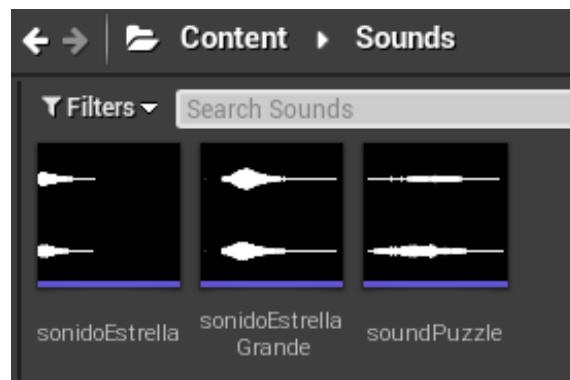 Content Sounds
Filters Search Sounds
sonidoEstrella
sonidoEstrella
Grande
soundPuzzle